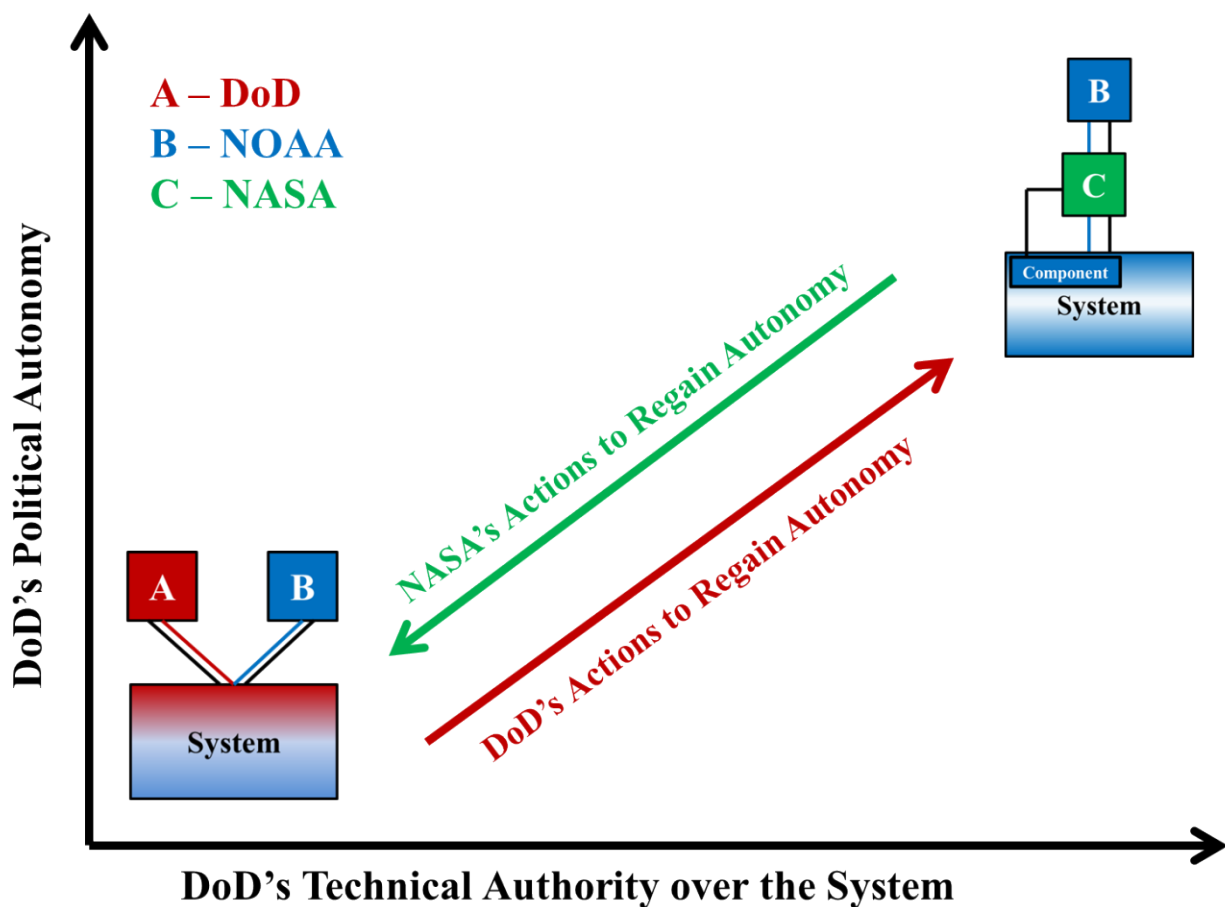 A – DoD
B – NOAA
C – NASA
B
C
Component
System
NASA’s Actions to Regain Autonomy
DoD’s Actions to Regain Autonomy
A
B
System
DoD’s Political Autonomy
DoD’s Technical Authority over the System